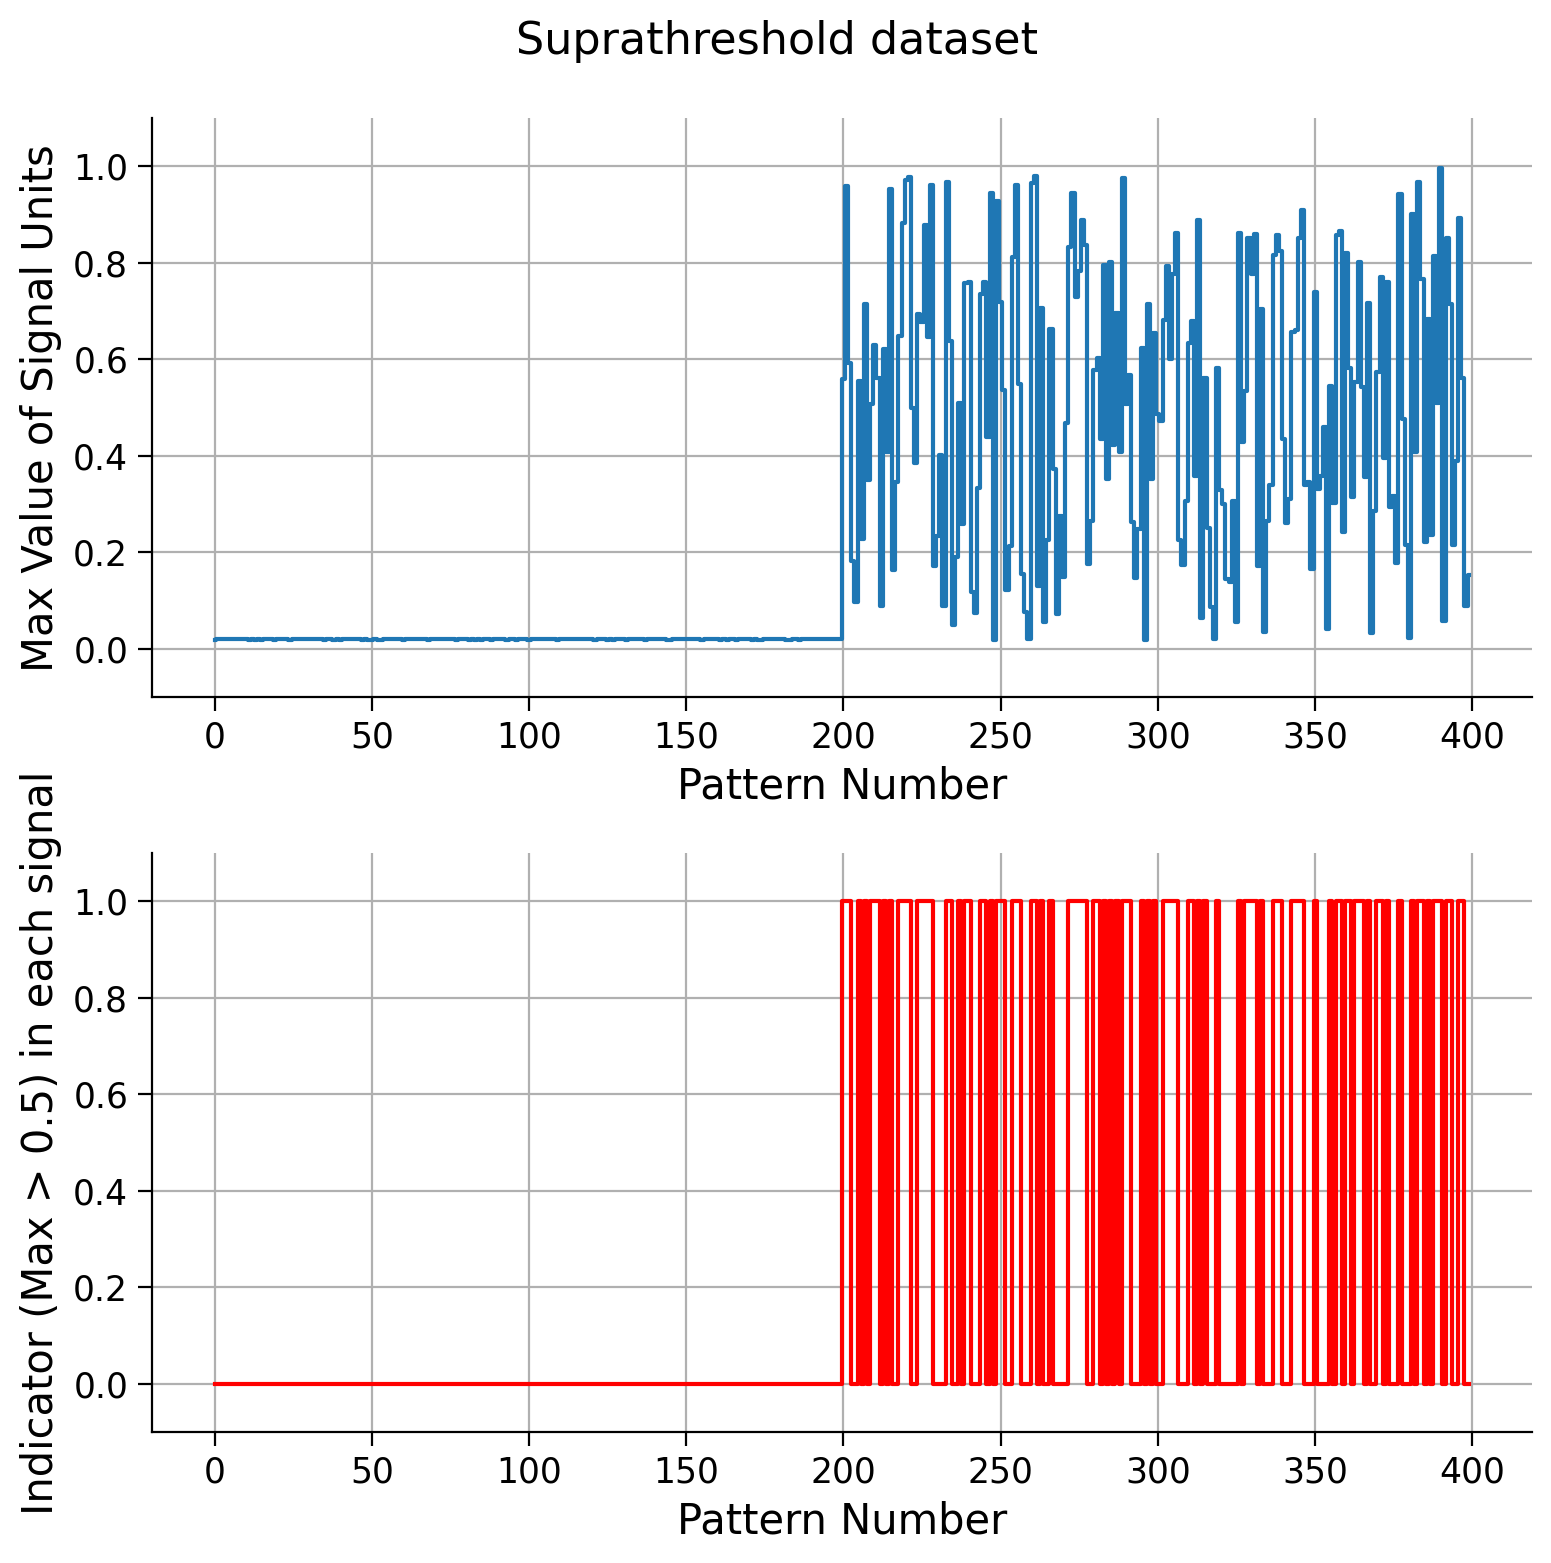 Suprathreshold dataset
Max Value of Signal Units
1.0
0.8
0.6
0.4
0.2
0.0
0 50 100 150 200 250 300 350 400
Pattern Number
Indicator (Max > 0.5) in each signal
1.0
0.8
0.6
0.4
0.2
0.0
0 50 100 150 200 250 300 350 400
Pattern Number